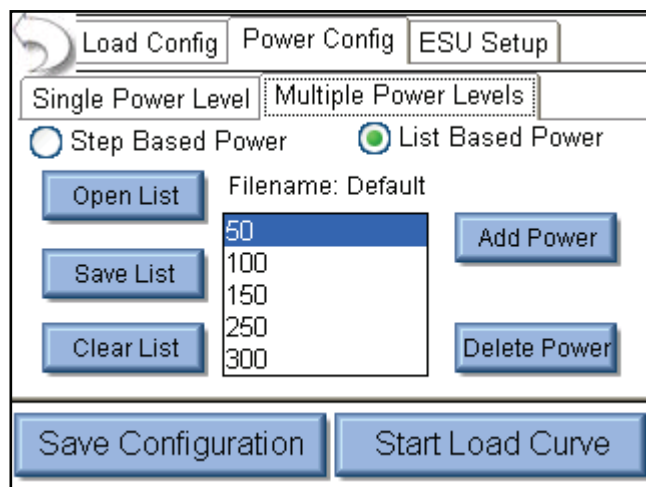 Load Config
Power Config
ESU Setup
Single Power Level
Multiple Power Levels
Step Based Power
List Based Power
Open List
Filename: Default
Add Power
50
100
150
250
300
Save List
Clear List
Delete Power
Save Configuration
Start Load Curve